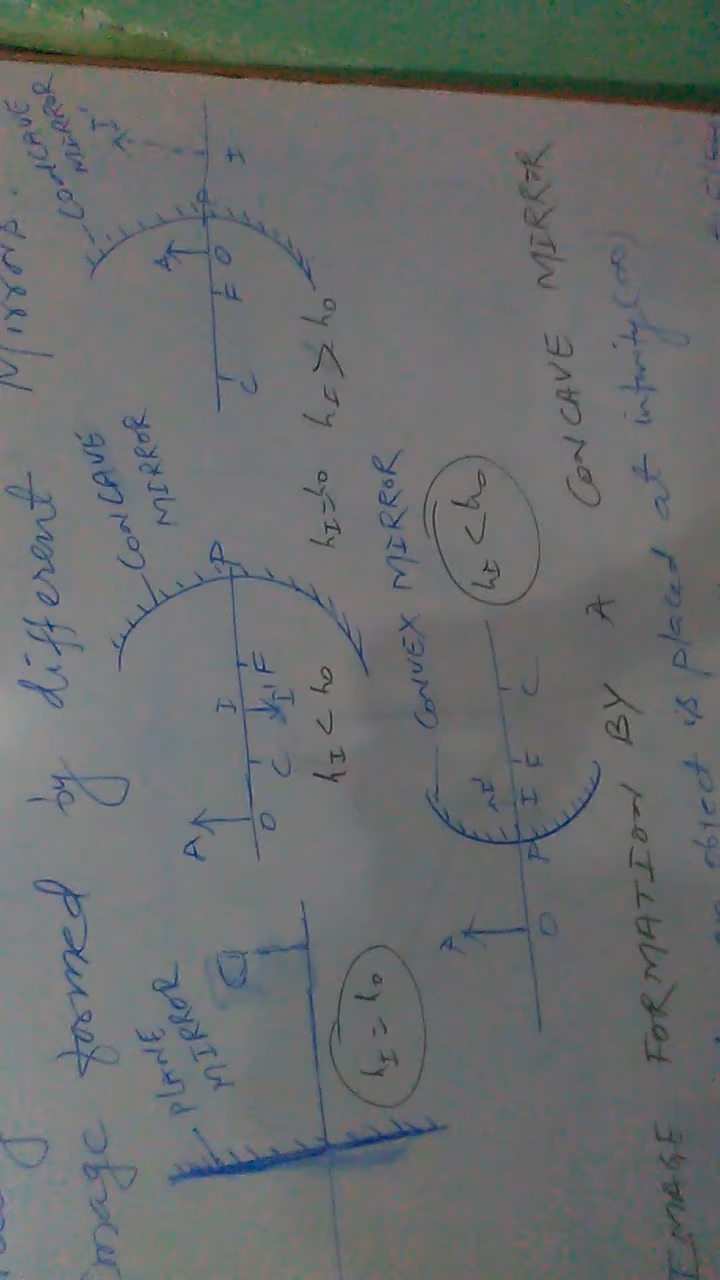 Image formed by different Mirrors.
PLANE
MIRROR
hI = ho
A
O
C
I
I'
F
P
CONCAVE
MIRROR
hI < ho
hI = ho
hI > ho
CONCAVE
MIRROR
A
A'
C
F
O
P
I
A
O
P
I
F
C
CONVEX MIRROR
hI < ho
IMAGE FORMATION BY A CONCAVE MIRROR
object is placed at infinity (∞)